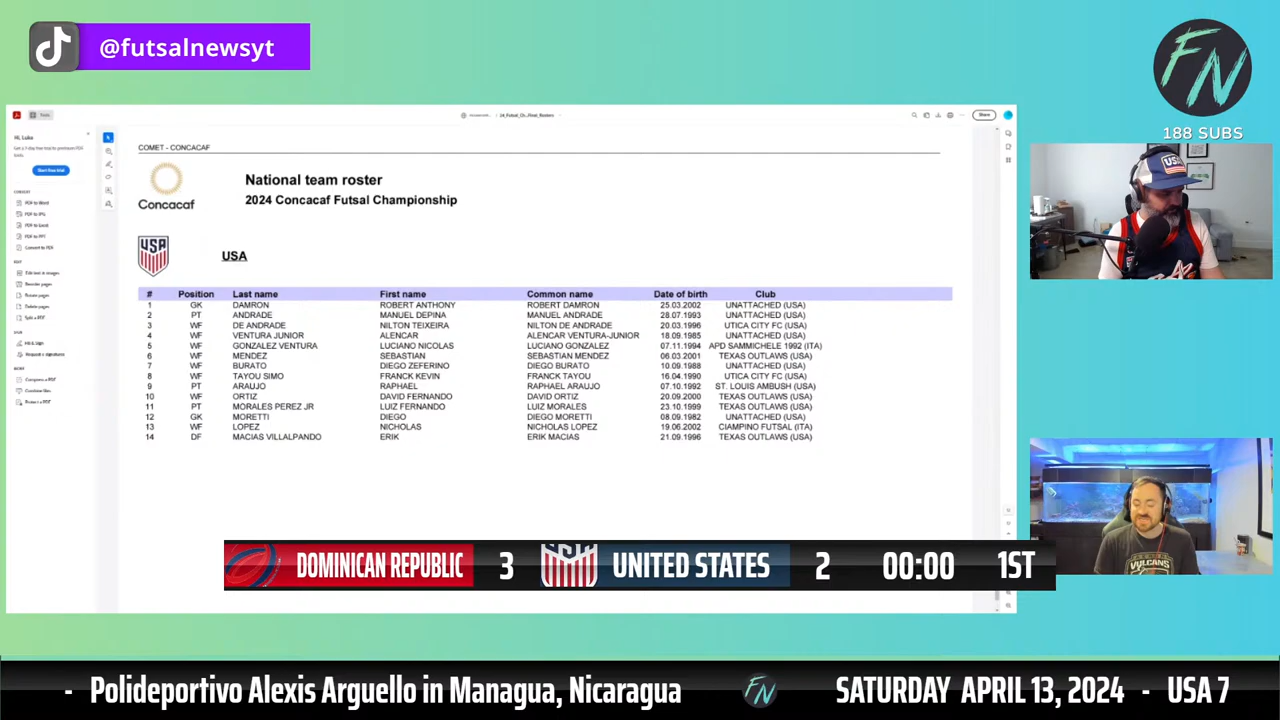 @futsalnewsyt
FN
188 SUBS
Share
Hi, Luke
Start free trial
COMET - CONCACAF
Concacaf
National team roster
2024 Concacaf Futsal Championship
USA
USA
# Position Last name First name Common name Date of birth Club
1 GK DAMRON ROBERT ANTHONY ROBERT DAMRON 25.03.2002 UNATTACHED (USA)
2 PT ANDRADE MANUEL DEPINA MANUEL ANDRADE 28.07.1993 UNATTACHED (USA)
3 WF DE ANDRADE NILTON TEIXEIRA NILTON DE ANDRADE 20.03.1996 UTICA CITY FC (USA)
4 WF VENTURA JUNIOR ALENCAR ALENCAR VENTURA-JUNIOR 18.09.1985 UNATTACHED (USA)
5 WF GONZALEZ VENTURA LUCIANO NICOLAS LUCIANO GONZALEZ 07.11.1994 APD SAMMICHELE 1992 (ITA)
6 WF MENDEZ SEBASTIAN SEBASTIAN MENDEZ 06.03.2001 TEXAS OUTLAWS (USA)
7 WF BURATO DIEGO ZEFERINO DIEGO BURATO 10.09.1988 UNATTACHED (USA)
8 WF TAYOU SIMO FRANCK KEVIN FRANCK TAYOU 16.04.1990 UTICA CITY FC (USA)
9 PT ARAUJO RAPHAEL RAPHAEL ARAUJO 07.10.1992 ST. LOUIS AMBUSH (USA)
10 WF ORTIZ DAVID FERNANDO DAVID ORTIZ 20.09.2000 TEXAS OUTLAWS (USA)
11 PT MORALES PEREZ JR LUIZ FERNANDO LUIZ MORALES 23.10.1999 TEXAS OUTLAWS (USA)
12 GK MORETTI DIEGO DIEGO MORETTI 08.09.1982 UNATTACHED (USA)
13 WF LOPEZ NICHOLAS NICHOLAS LOPEZ 19.06.2002 CIAMPINO FUTSAL (ITA)
14 DF MACIAS VILLALPANDO ERIK ERIK MACIAS 21.09.1996 TEXAS OUTLAWS (USA)
USA
VULCANS
DOMINICAN REPUBLIC 3 UNITED STATES 2 00:00 1ST
- Polideportivo Alexis Arguello in Managua, Nicaragua FN SATURDAY APRIL 13, 2024 - USA 7